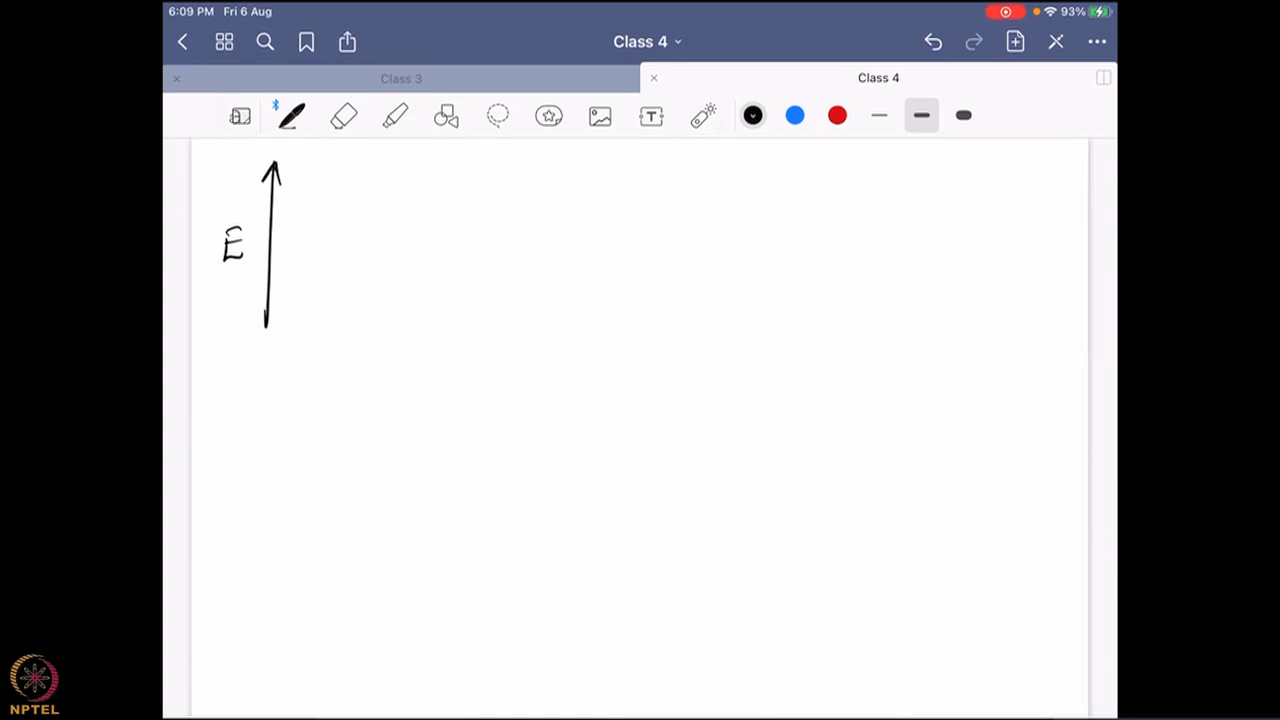 6:09 PM Fri 6 Aug 93%
Class 4
Class 3 Class 4
T
E
NPTEL